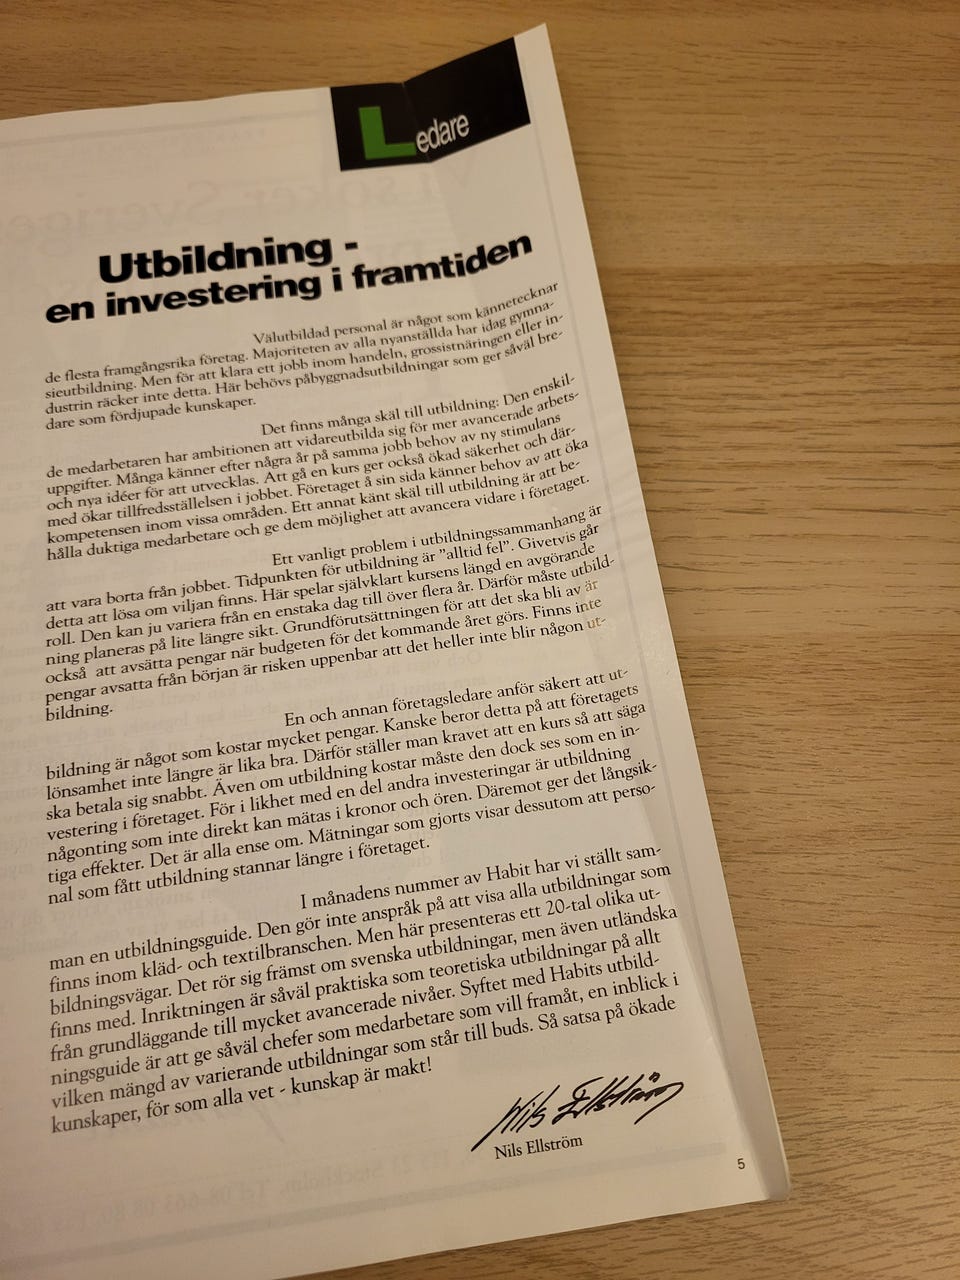 Ledare
Utbildning -
en investering i framtiden
Välutbildad personal är något som kännetecknar
de flesta framgångsrika företag. Majoriteten av alla nyanställda har idag gymna-
sieutbildning. Men för att klara ett jobb inom handeln, grossistnäringen eller in-
dustrin räcker inte detta. Här behövs påbyggnadsutbildningar som ger såväl bre-
dare som fördjupade kunskaper.
Det finns många skäl till utbildning: Den enskil-
de medarbetaren har ambitionen att vidareutbilda sig för mer avancerade arbets-
uppgifter. Många känner efter några år på samma jobb behov av ny stimulans
och nya idéer för att utvecklas. Att gå en kurs ger också ökad säkerhet och där-
med ökar tillfredsställelsen i jobbet. Företaget å sin sida känner behov av att öka
kompetensen inom vissa områden. Ett annat känt skäl till utbildning är att be-
hålla duktiga medarbetare och ge dem möjlighet att avancera vidare i företaget.
Ett vanligt problem i utbildningssammanhang är
att vara borta från jobbet. Tidpunkten för utbildning är ”alltid fel”. Givetvis går
detta att lösa om viljan finns. Här spelar självklart kursens längd en avgörande
roll. Den kan ju variera från en enstaka dag till över flera år. Därför måste utbild-
ning planeras på lite längre sikt. Grundförutsättningen för att det ska bli av är
också att avsätta pengar när budgeten för det kommande året görs. Finns inte
pengar avsatta från början är risken uppenbar att det heller inte blir någon ut-
bildning.
En och annan företagsledare anför säkert att ut-
bildning är något som kostar mycket pengar. Kanske beror detta på att företagets
lönsamhet inte längre är lika bra. Därför ställer man kravet att en kurs så att säga
ska betala sig snabbt. Även om utbildning kostar måste den dock ses som en in-
vestering i företaget. För i likhet med en del andra investeringar är utbildning
någonting som inte direkt kan mätas i kronor och ören. Däremot ger det långsik-
tiga effekter. Det är alla ense om. Mätningar som gjorts visar dessutom att perso-
nal som fått utbildning stannar längre i företaget.
I månadens nummer av Habit har vi ställt sam-
man en utbildningsguide. Den gör inte anspråk på att visa alla utbildningar som
finns inom kläd- och textilbranschen. Men här presenteras ett 20-tal olika ut-
bildningsvägar. Det rör sig främst om svenska utbildningar, men även utländska
finns med. Inriktningen är såväl praktiska som teoretiska utbildningar på allt
från grundläggande till mycket avancerade nivåer. Syftet med Habits utbild-
ningsguide är att ge såväl chefer som medarbetare som vill framåt, en inblick i
vilken mängd av varierande utbildningar som står till buds. Så satsa på ökade
kunskaper, för som alla vet - kunskap är makt!
Nils Ellström
Nils Ellström
5